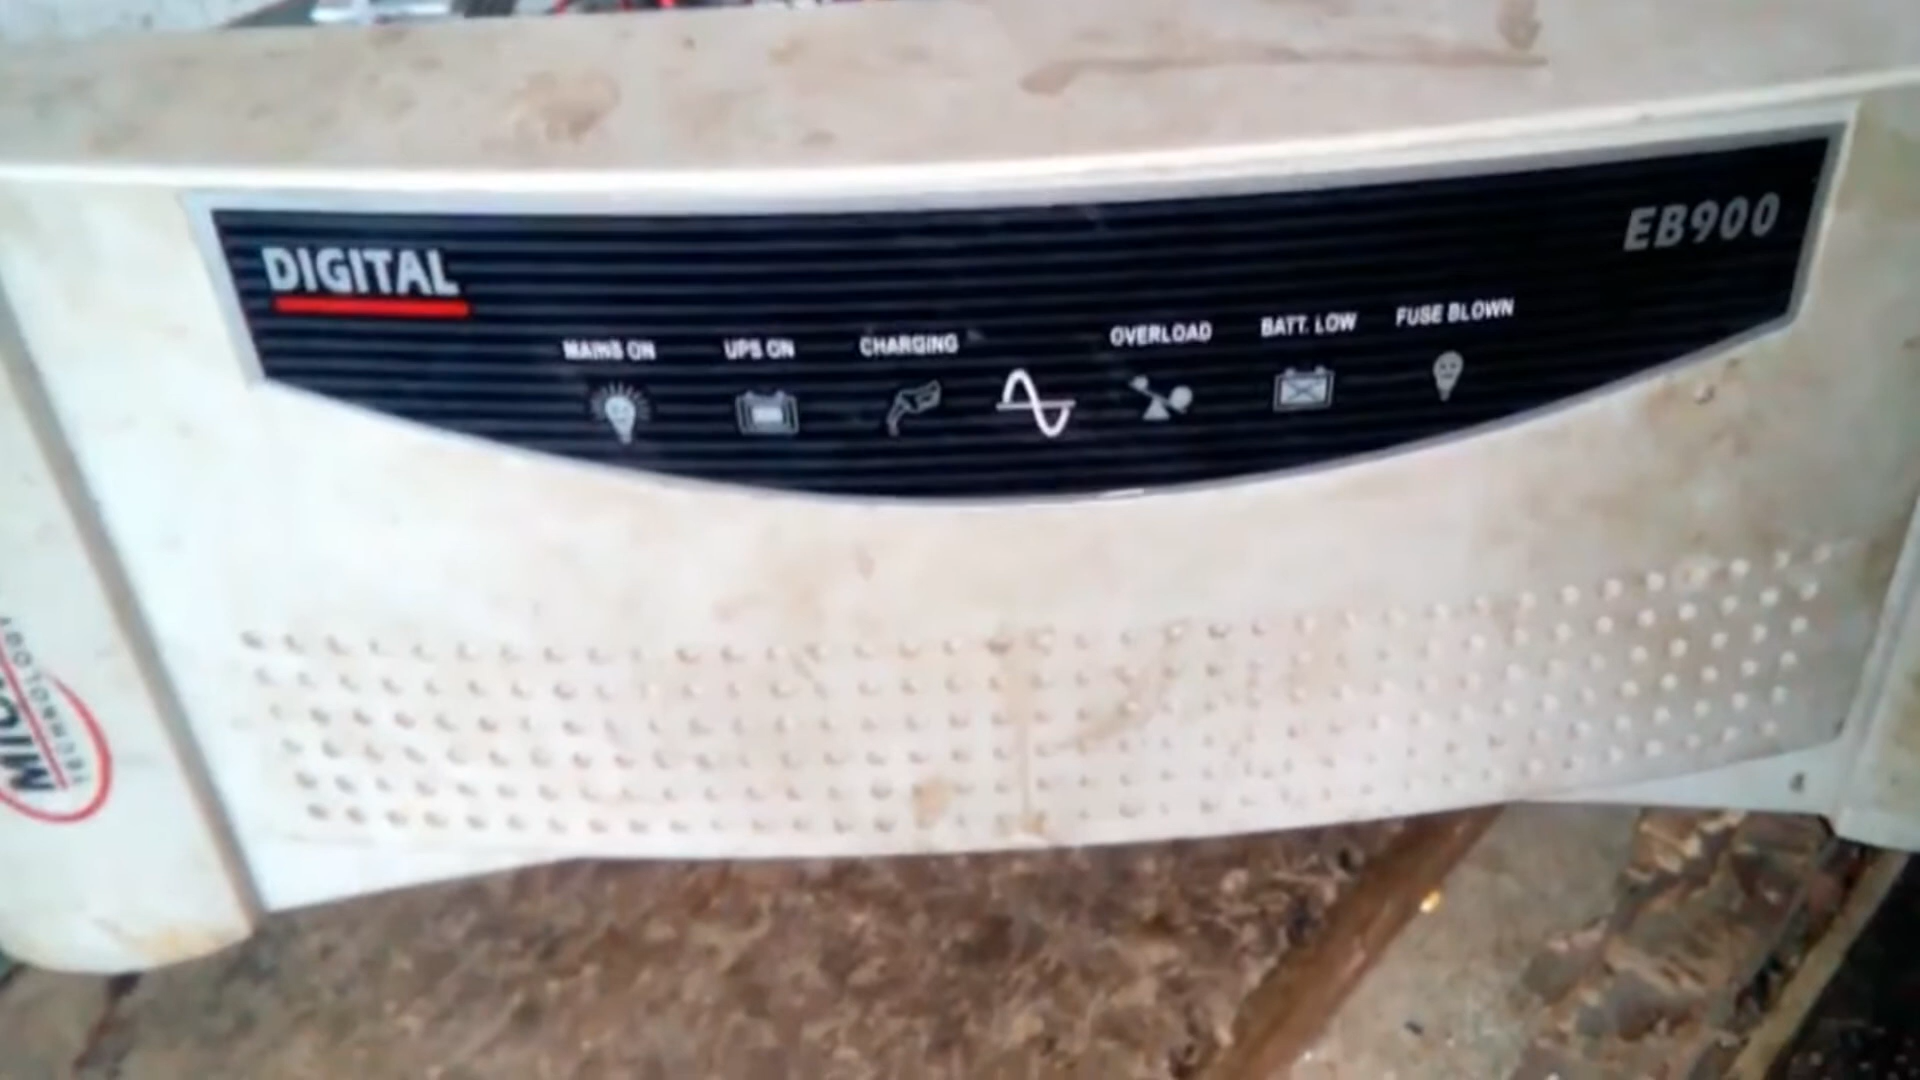 DIGITAL
EB900
MAINS ON
UPS ON
CHARGING
OVERLOAD
BATT. LOW
FUSE BLOWN